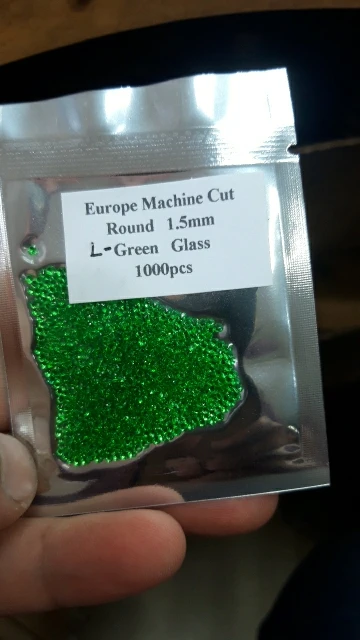 Europe Machine Cut
Round 1.5mm
L-Green Glass
1000pcs